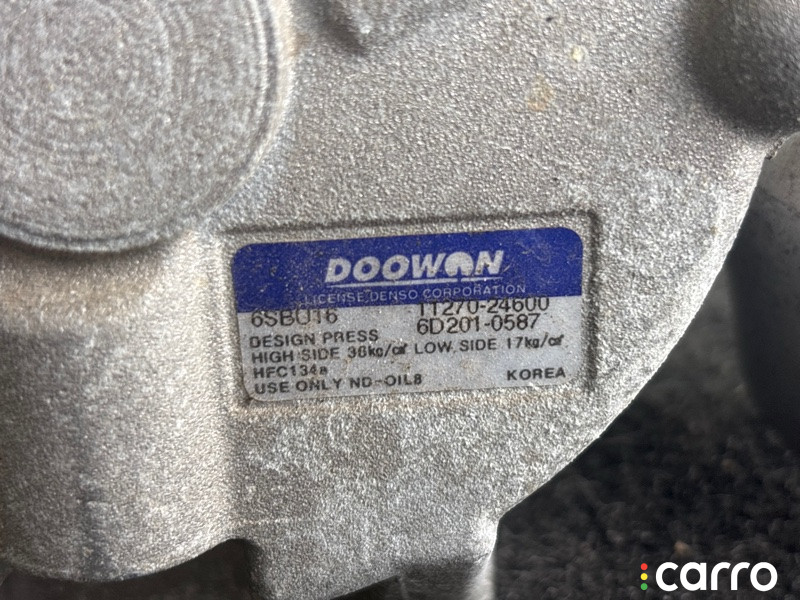 DOOWON
LICENSE,DENSO CORPORATION
6SBU16 11270-24600
6D201-0587
DESIGN PRESS
HIGH SIDE 36kg/c㎡ LOW SIDE 17kg/c㎡
HFC134a
USE ONLY ND-OIL8 KOREA
carro